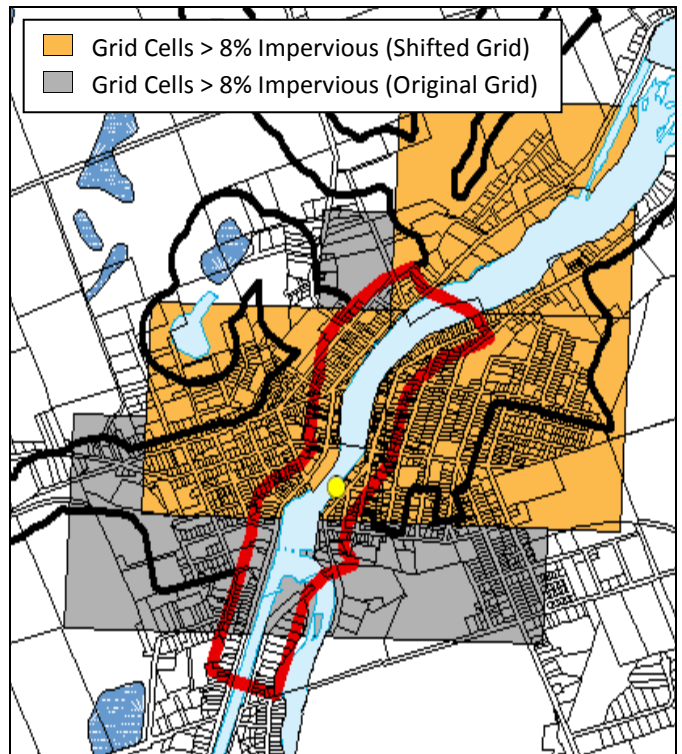 Grid Cells > 8% Impervious (Shifted Grid)
Grid Cells > 8% Impervious (Original Grid)